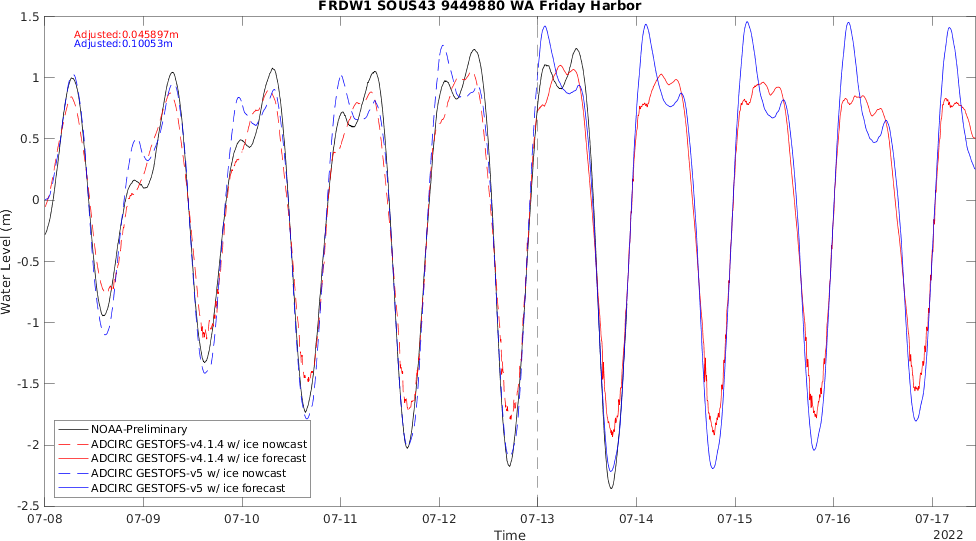 FRDW1 SOUS43 9449880 WA Friday Harbor
Adjusted:0.045897m
Adjusted:0.10053m
1.5
1
0.5
0
-0.5
-1
-1.5
-2
-2.5
Water Level (m)
NOAA-Preliminary
ADCIRC GESTOFS-v4.1.4 w/ ice nowcast
ADCIRC GESTOFS-v4.1.4 w/ ice forecast
ADCIRC GESTOFS-v5 w/ ice nowcast
ADCIRC GESTOFS-v5 w/ ice forecast
07-08 07-09 07-10 07-11 07-12 07-13 07-14 07-15 07-16 07-17
Time
2022